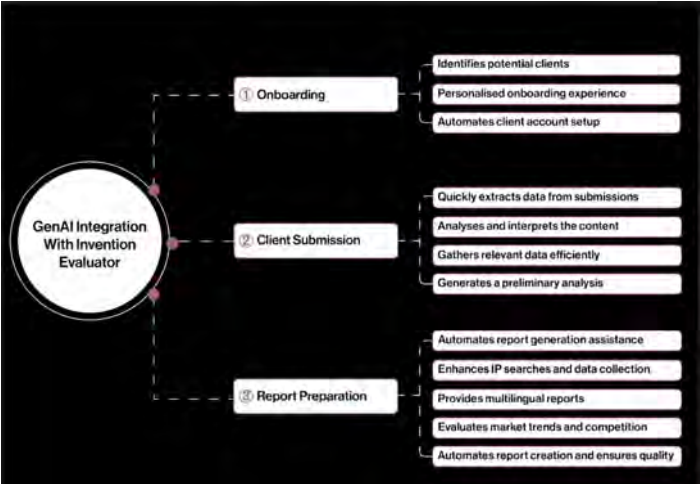 GenAI Integration
With Invention
Evaluator
① Onboarding
Identifies potential clients
Personalised onboarding experience
Automates client account setup
② Client Submission
Quickly extracts data from submissions
Analyses and interprets the content
Gathers relevant data efficiently
Generates a preliminary analysis
③ Report Preparation
Automates report generation assistance
Enhances IP searches and data collection
Provides multilingual reports
Evaluates market trends and competition
Automates report creation and ensures quality